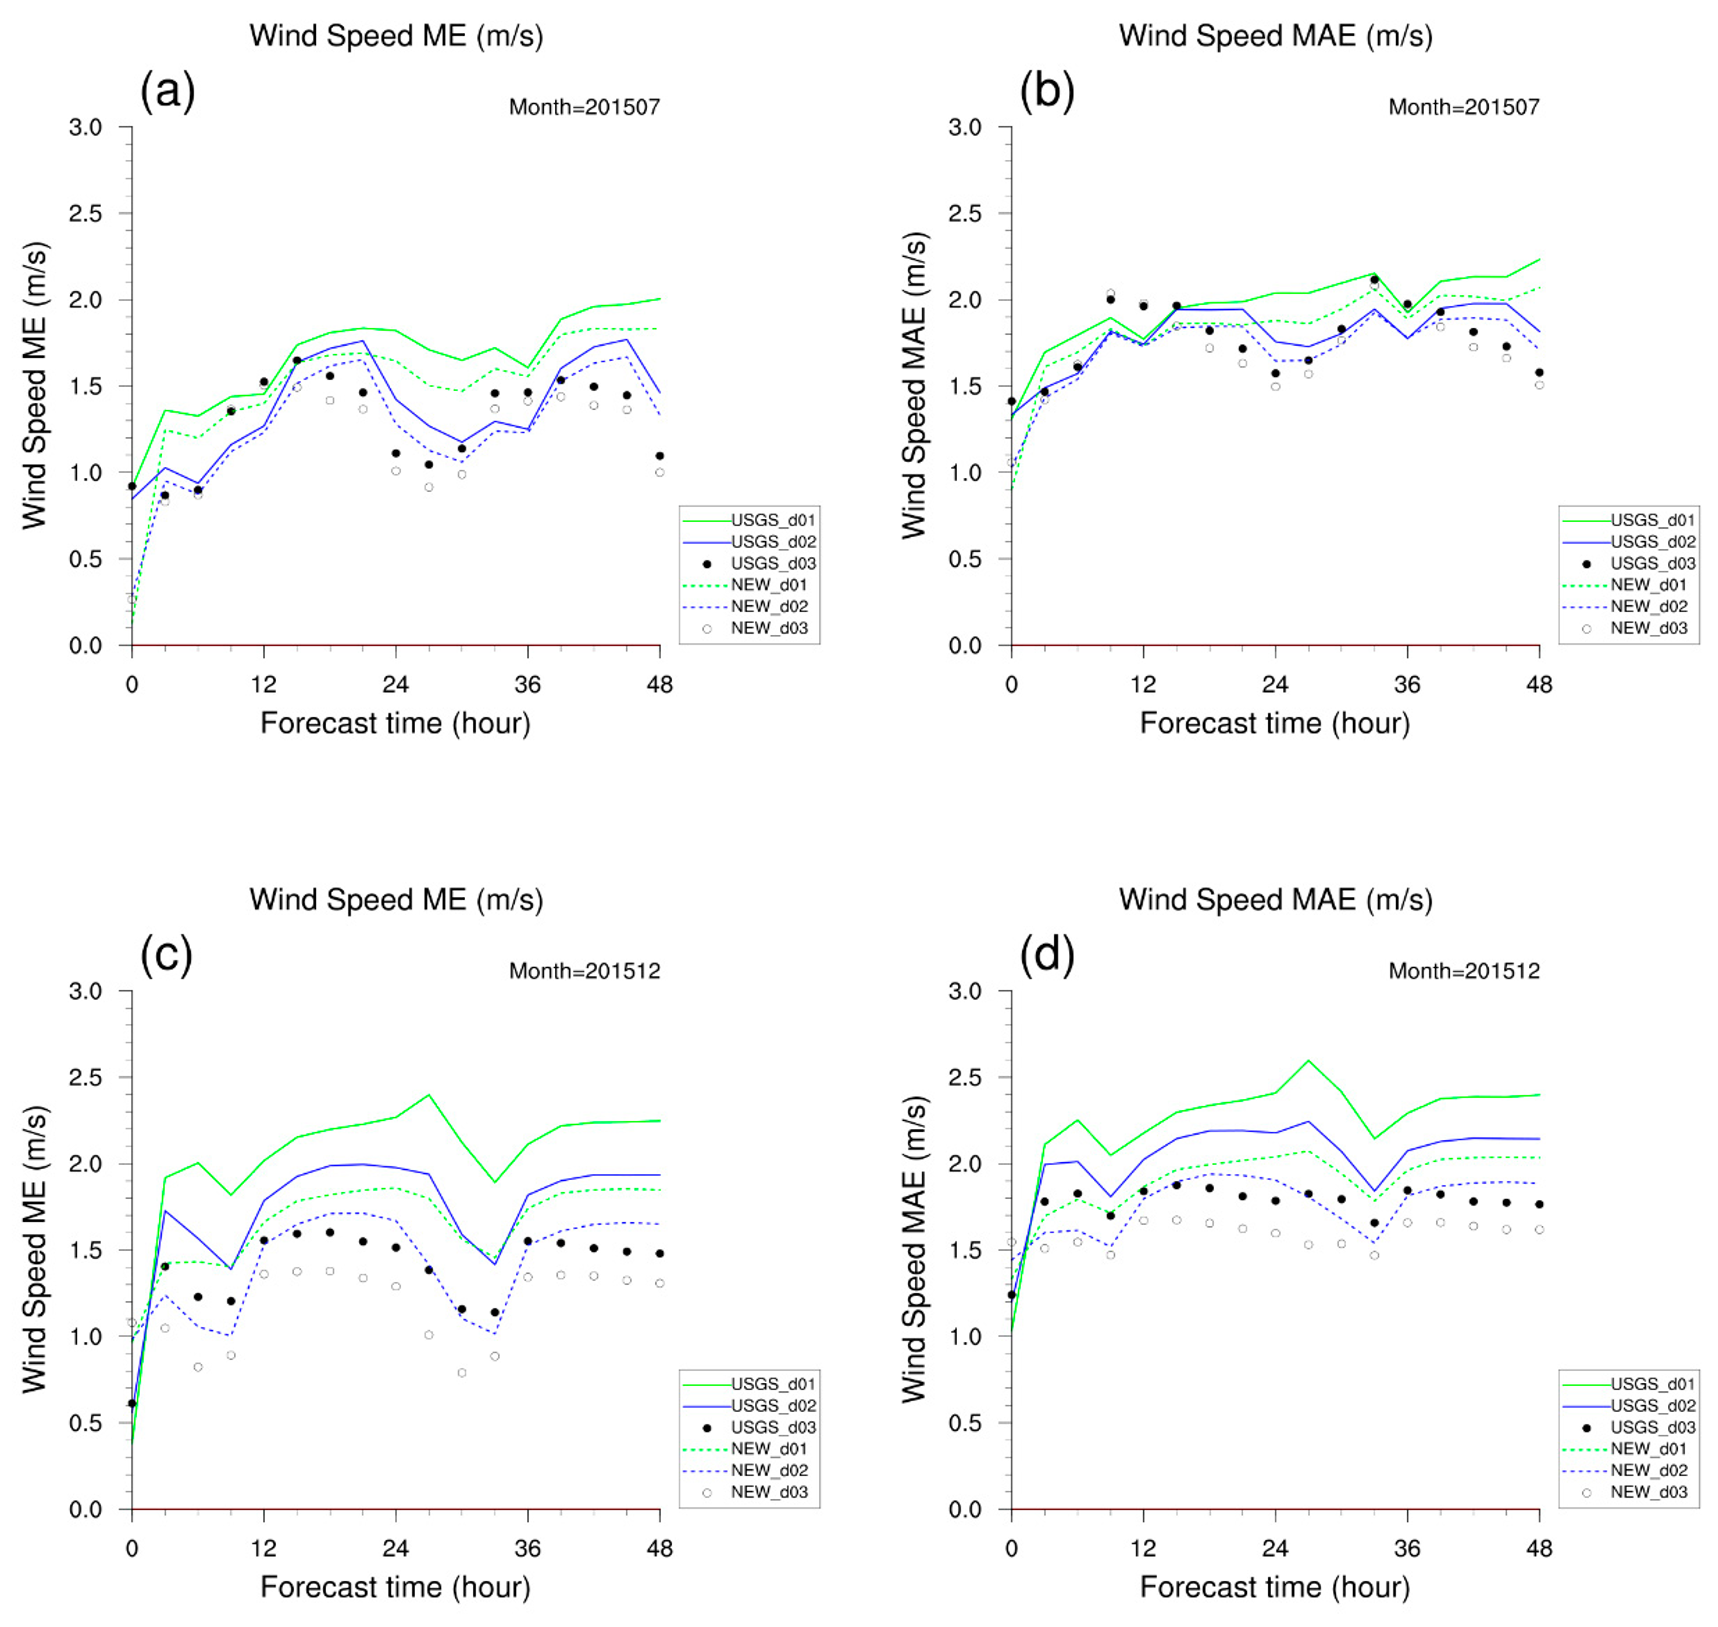 Wind Speed ME (m/s)
(a)
Month=201507
3.0
2.5
2.0
1.5
1.0
0.5
0.0
Wind Speed ME (m/s)
0 12 24 36 48
Forecast time (hour)
USGS_d01
USGS_d02
USGS_d03
NEW_d01
NEW_d02
NEW_d03
Wind Speed MAE (m/s)
(b)
Month=201507
3.0
2.5
2.0
1.5
1.0
0.5
0.0
Wind Speed MAE (m/s)
0 12 24 36 48
Forecast time (hour)
USGS_d01
USGS_d02
USGS_d03
NEW_d01
NEW_d02
NEW_d03
Wind Speed ME (m/s)
(c)
Month=201512
3.0
2.5
2.0
1.5
1.0
0.5
0.0
Wind Speed ME (m/s)
0 12 24 36 48
Forecast time (hour)
USGS_d01
USGS_d02
USGS_d03
NEW_d01
NEW_d02
NEW_d03
Wind Speed MAE (m/s)
(d)
Month=201512
3.0
2.5
2.0
1.5
1.0
0.5
0.0
Wind Speed MAE (m/s)
0 12 24 36 48
Forecast time (hour)
USGS_d01
USGS_d02
USGS_d03
NEW_d01
NEW_d02
NEW_d03